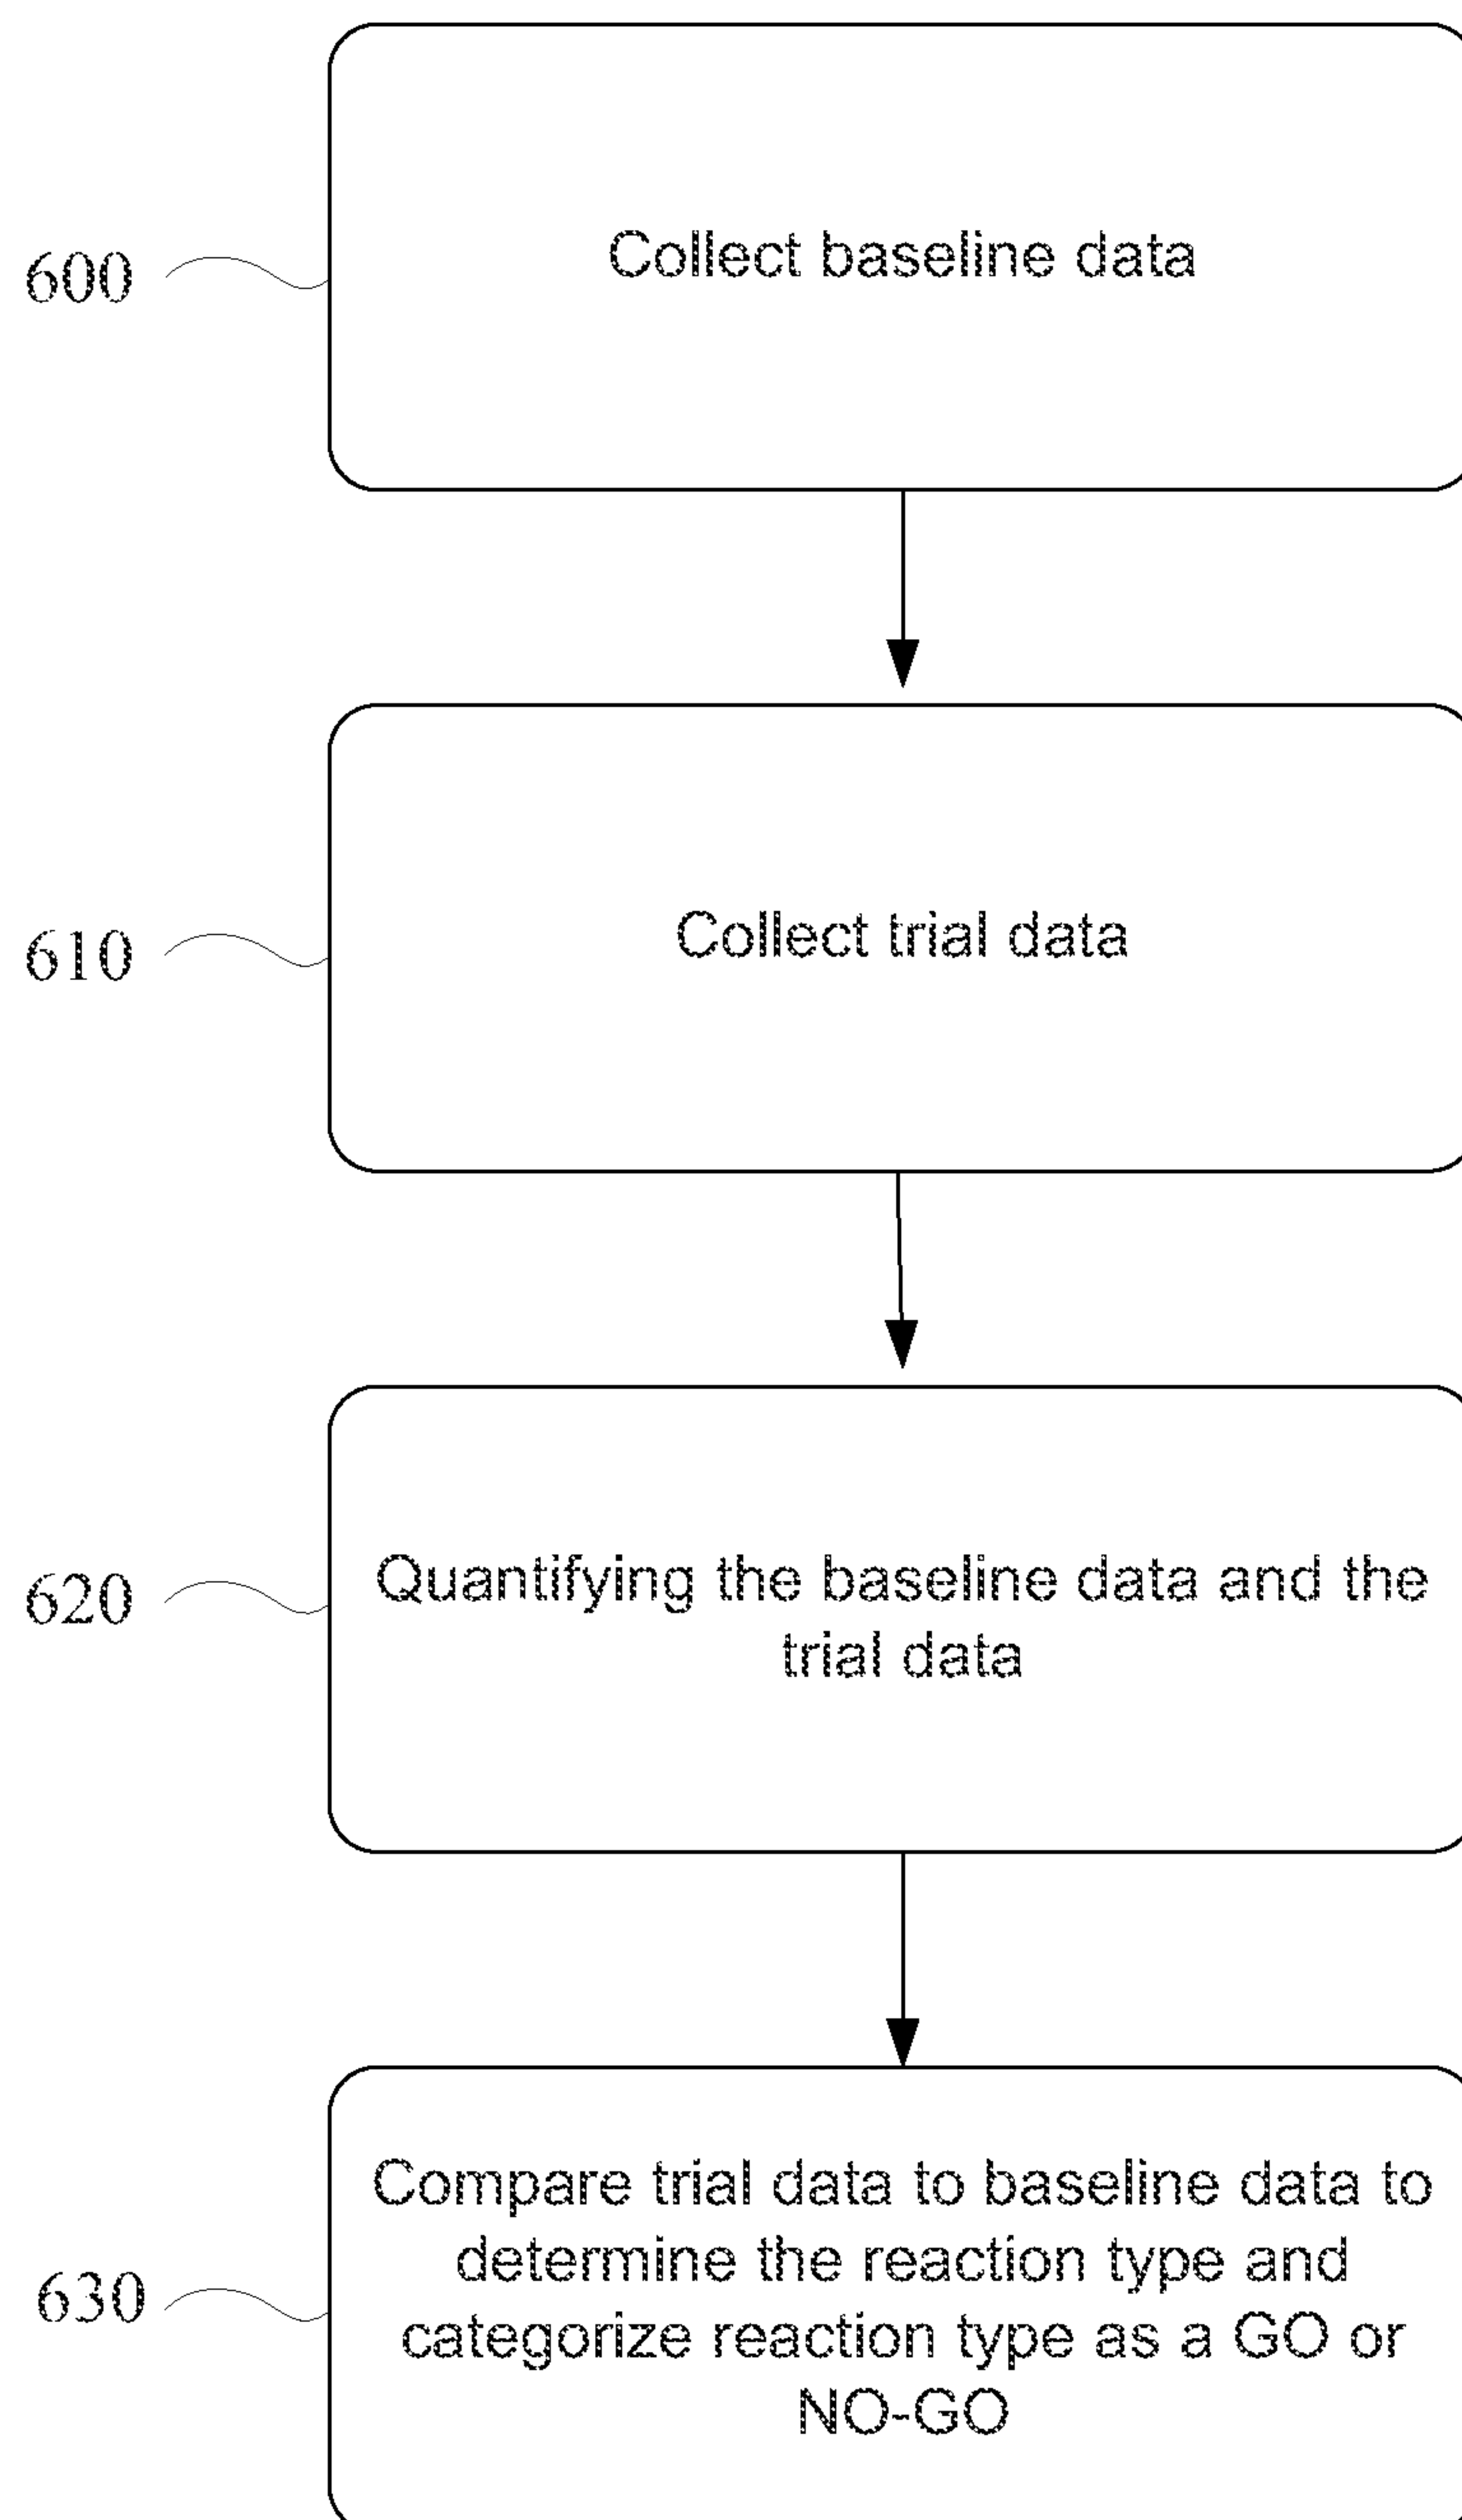 Collect baseline data
600
Collect trial data
610
Quantifying the baseline data and the
620
trial data
Compare trial data to baseline data to
determine the reaction type and
630
categorize reaction type as a GO or
NO-GO